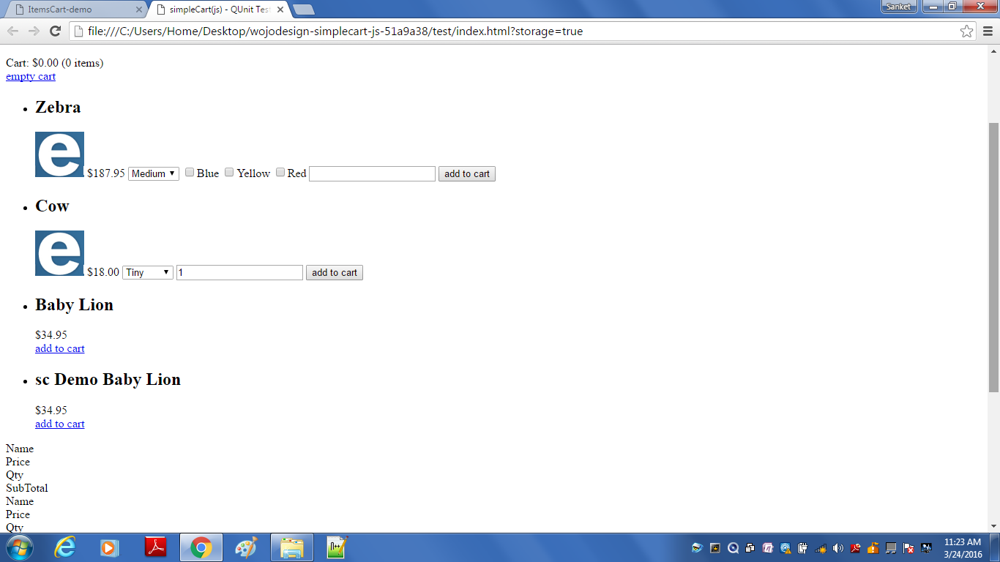 ItemsCart-demo
simpleCart(js) - QUnit Test
Sanket
file:///C:/Users/Home/Desktop/wojodesign-simplecart-js-51a9a38/test/index.html?storage=true
Cart: $0.00 (0 items)
empty cart
Zebra
e
$187.95 Medium Blue Yellow Red add to cart
Cow
e
$18.00 Tiny 1 add to cart
Baby Lion
$34.95
add to cart
sc Demo Baby Lion
$34.95
add to cart
Name
Price
Qty
SubTotal
Name
Price
Qty
11:23 AM
3/24/2016